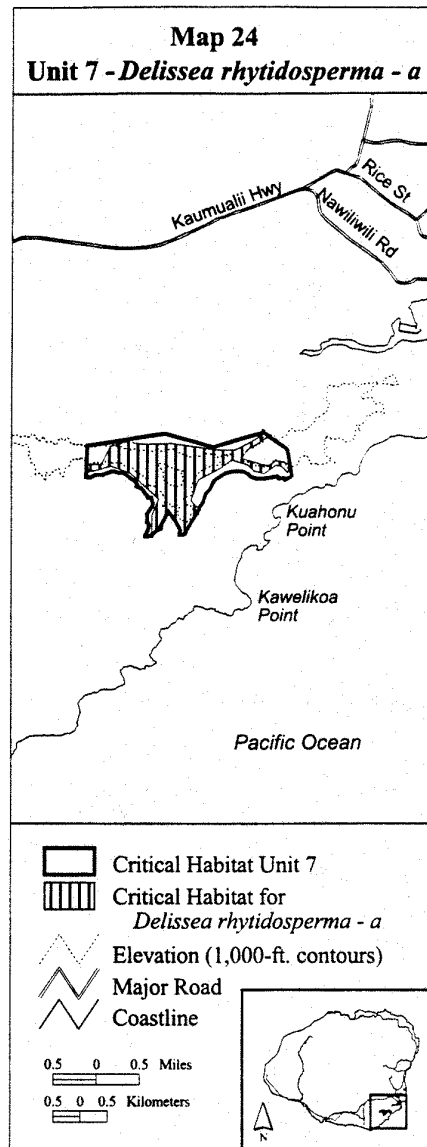 Map 24
Unit 7 - Delissea rhytidosperma - a
Rice St
Kaumualii Hwy
Nawiliwili Rd
Kuahonu
Point
Kawelikoa
Point
Pacific Ocean
Critical Habitat Unit 7
Critical Habitat for
Delissea rhytidosperma - a
Elevation (1,000-ft. contours)
Major Road
Coastline
0.5 0 0.5 Miles
0.5 0 0.5 Kilometers
N